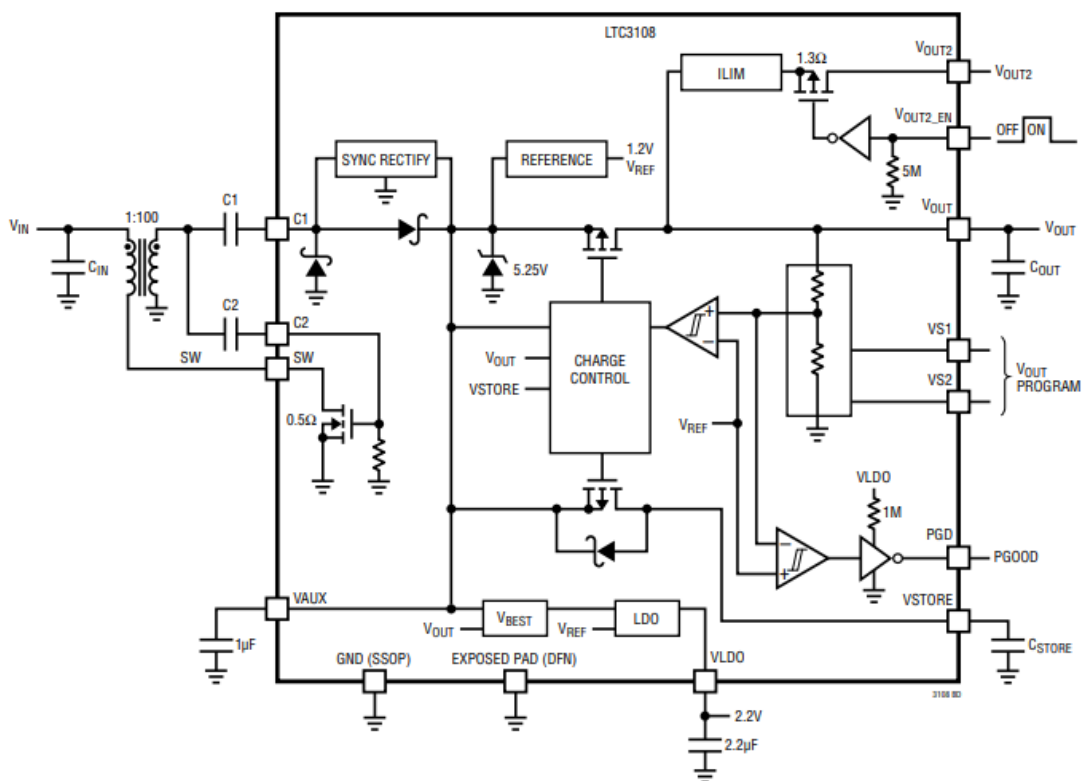 LTC3108
VOUT2
1.3Ω
ILIM
VOUT2
VOUT2_EN
OFF ON
5M
SYNC RECTIFY
REFERENCE
1.2V
VREF
C1
1:100
C1
VOUT
VIN
VOUT
CIN
5.25V
COUT
C2
C2
SW
SW
0.5Ω
VOUT
VSTORE
CHARGE
CONTROL
+
−
VREF
VS1
VS2
VOUT
PROGRAM
VLDO
1M
PGD
PGOOD
−
+
VSTORE
CSTORE
VAUX
1µF
VOUT
VBEST
VREF
LDO
GND (SSOP)
EXPOSED PAD (DFN)
VLDO
3108 BD
2.2V
2.2µF